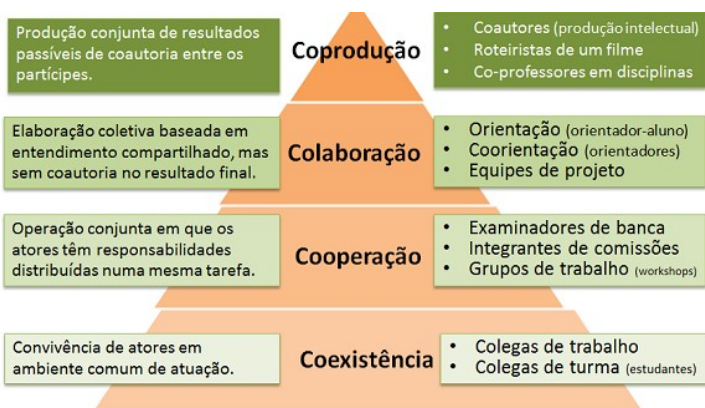 Produção conjunta de resultados
passíveis de coautoria entre os
partícipes.
Coprodução
• Coautores (produção intelectual)
• Roteiristas de um filme
• Co-professores em disciplinas
Elaboração coletiva baseada em
entendimento compartilhado, mas
sem coautoria no resultado final.
Colaboração
• Orientação (orientador-aluno)
• Coorientação (orientadores)
• Equipes de projeto
Operação conjunta em que os
atores têm responsabilidades
distribuídas numa mesma tarefa.
Cooperação
• Examinadores de banca
• Integrantes de comissões
• Grupos de trabalho (workshops)
Convivência de atores em
ambiente comum de atuação.
Coexistência
• Colegas de trabalho
• Colegas de turma (estudantes)